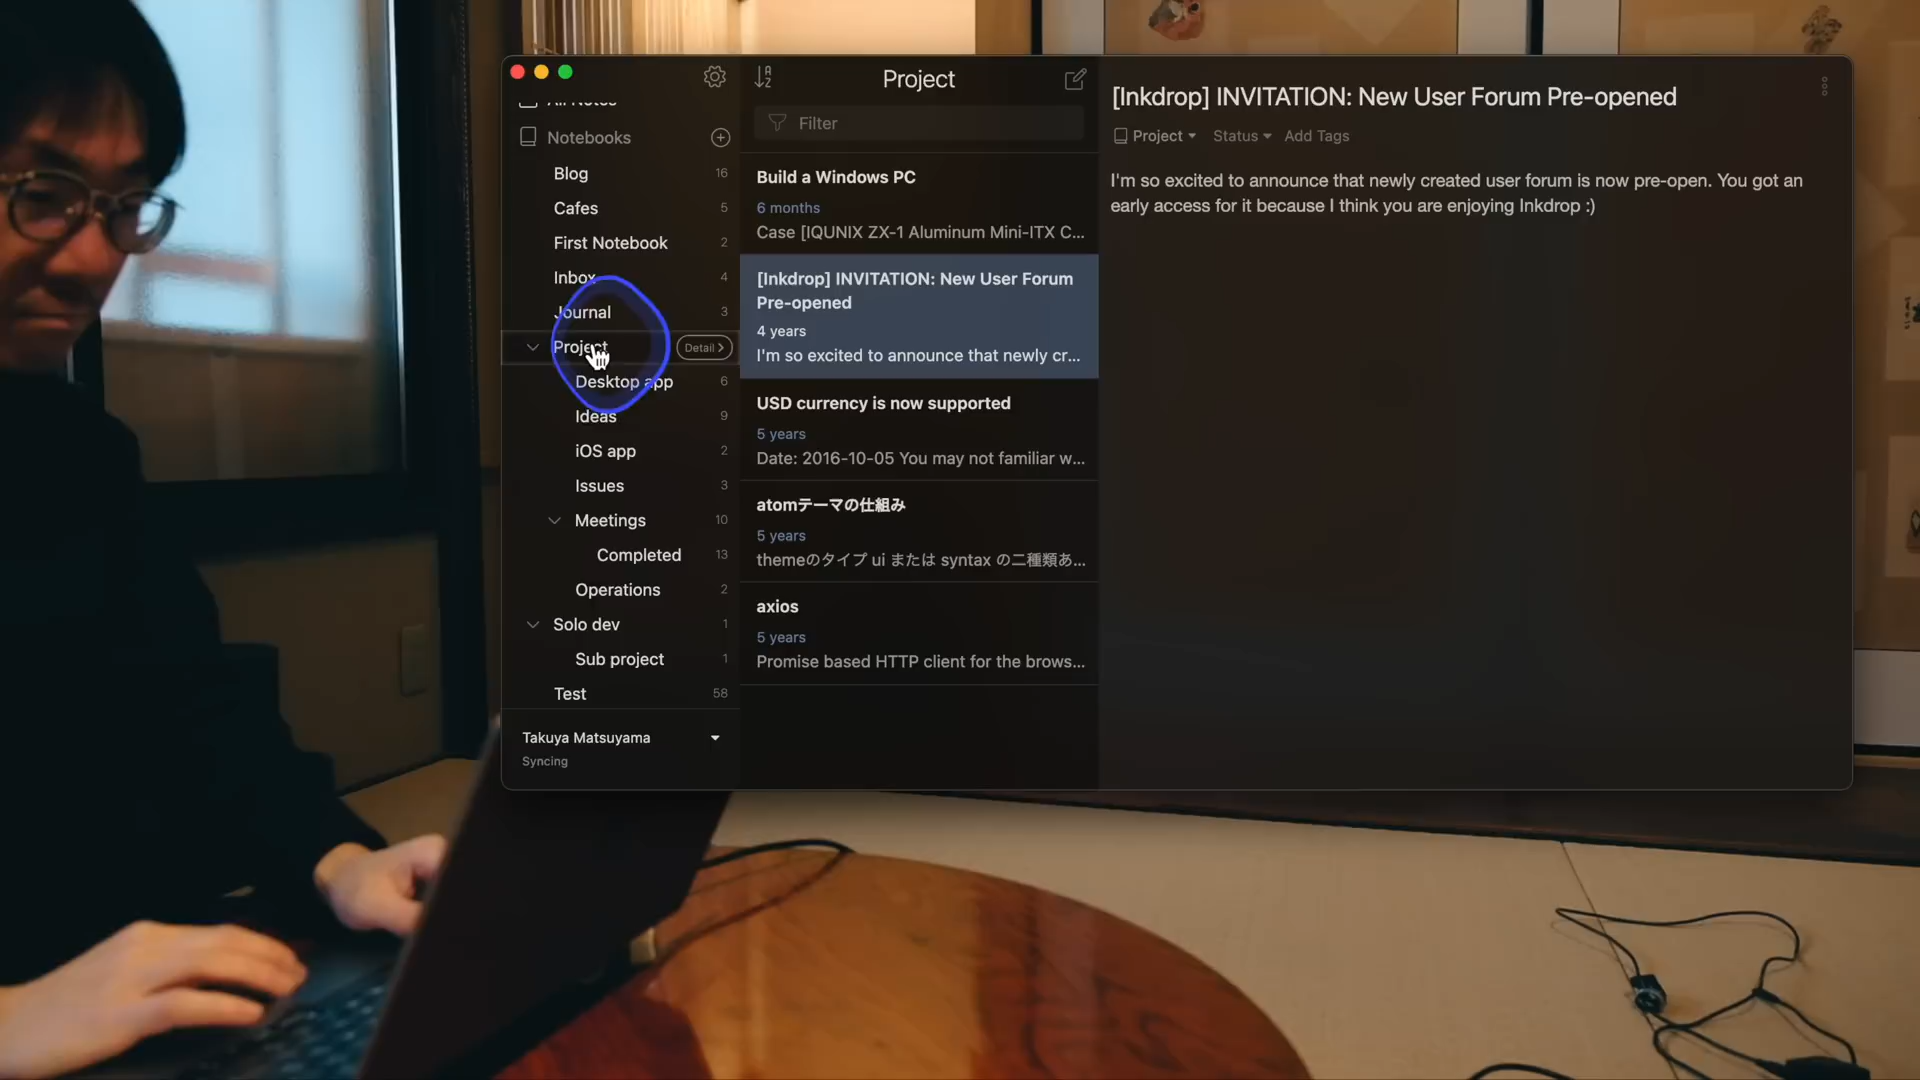 All Notes
Notebooks
Blog 16
Cafes 5
First Notebook 2
Inbox 4
Journal 3
Project Detail >
Desktop app 6
Ideas 9
iOS app 2
Issues 3
Meetings 10
Completed 13
Operations 2
Solo dev 1
Sub project 1
Test 58
Takuya Matsuyama
Syncing
Project
Filter
Build a Windows PC
6 months
Case [IQUNIX ZX-1 Aluminum Mini-ITX C...
[Inkdrop] INVITATION: New User Forum
Pre-opened
4 years
I'm so excited to announce that newly cr...
USD currency is now supported
5 years
Date: 2016-10-05 You may not familiar w...
atomテーマの仕組み
5 years
themeのタイプ ui または syntax の二種類あ...
axios
5 years
Promise based HTTP client for the brows...
[Inkdrop] INVITATION: New User Forum Pre-opened
Project Status Add Tags
I'm so excited to announce that newly created user forum is now pre-open. You got an
early access for it because I think you are enjoying Inkdrop :)